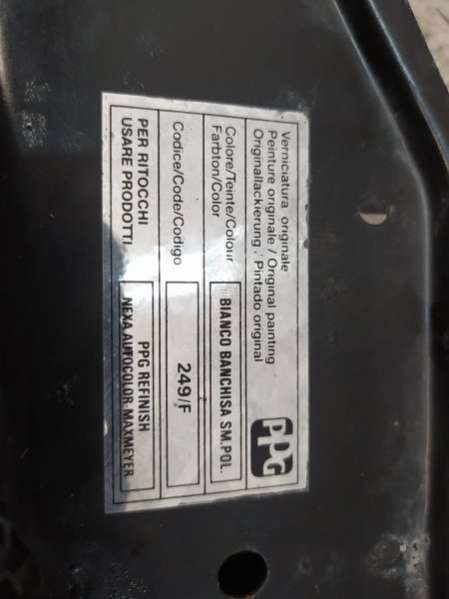 Verniciatura originale
Peinture originale / Original painting
Originallackierung / Pintado original
PPG
Colore/Teinte/Colour
Farbton/Color
BIANCO BANCHISA SM.POL.
Codice/Code/Codigo
249/F
PER RITOCCHI
USARE PRODOTTI
PPG REFINISH
NEXA AUTOCOLOR/MAXMEYER